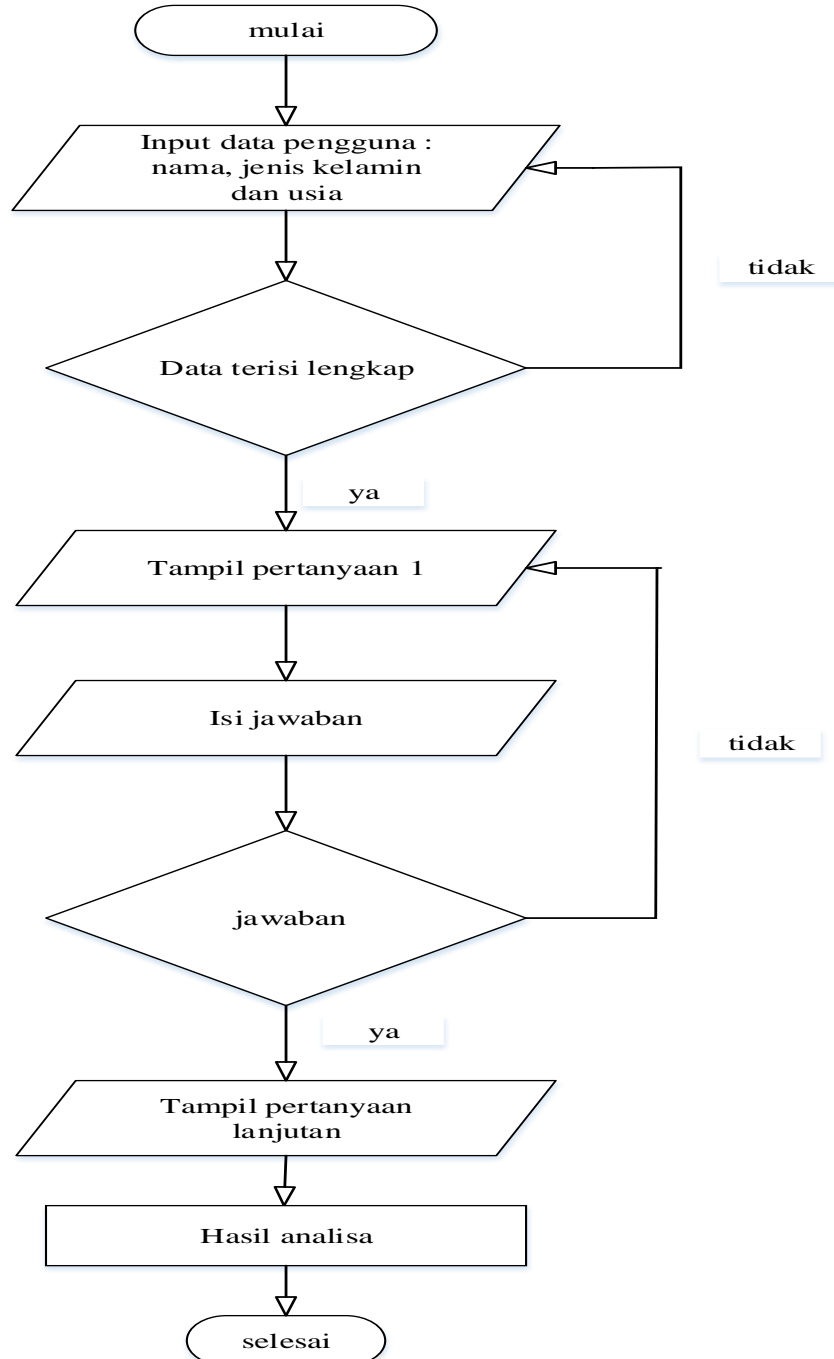 mulai
Input data pengguna :
nama, jenis kelamin
dan usia
tidak
Data terisi lengkap
ya
Tampil pertanyaan 1
Isi jawaban
tidak
jawaban
ya
Tampil pertanyaan
lanjutan
Hasil analisa
selesai